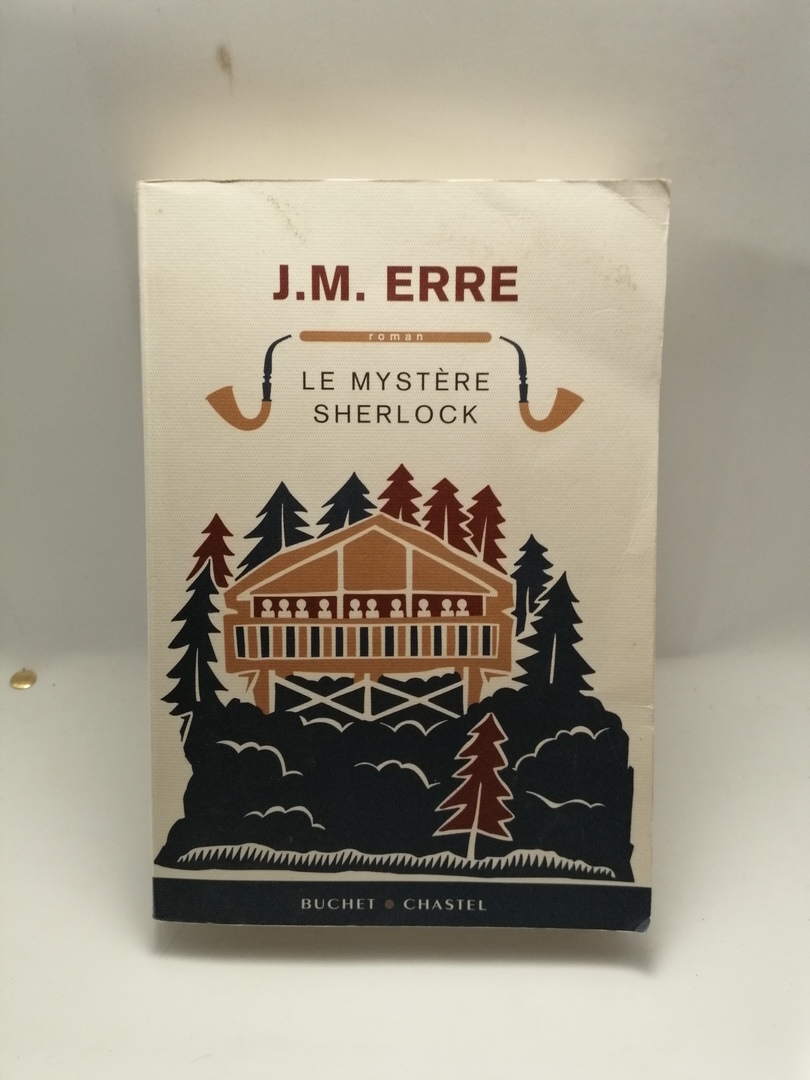 J.M. ERRE
roman
LE MYSTÈRE
SHERLOCK
BUCHET • CHASTEL